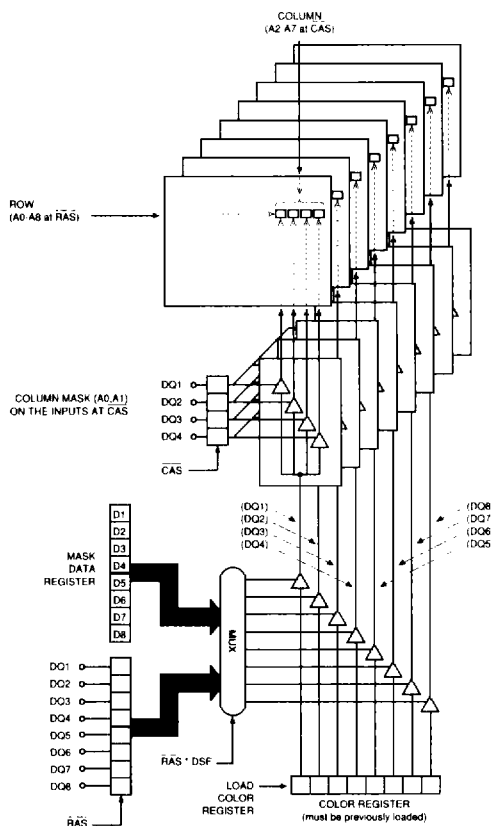 COLUMN
(A2 A7 at CAS)
ROW
(A0-A8 at RAS)
COLUMN MASK (A0,A1)
ON THE INPUTS AT CAS
DQ1
DQ2
DQ3
DQ4
CAS
(DQ1)
(DQ2)
(DQ3)
(DQ4)
(DQ8
(DQ7
(DQ6
(DQ5
MASK
DATA
REGISTER
D1
D2
D3
D4
D5
D6
D7
D8
MUX
DQ1
DQ2
DQ3
DQ4
DQ5
DQ6
DQ7
DQ8
RAS
RAS * DSF
LOAD
COLOR
REGISTER
COLOR REGISTER
(must be previously loaded)